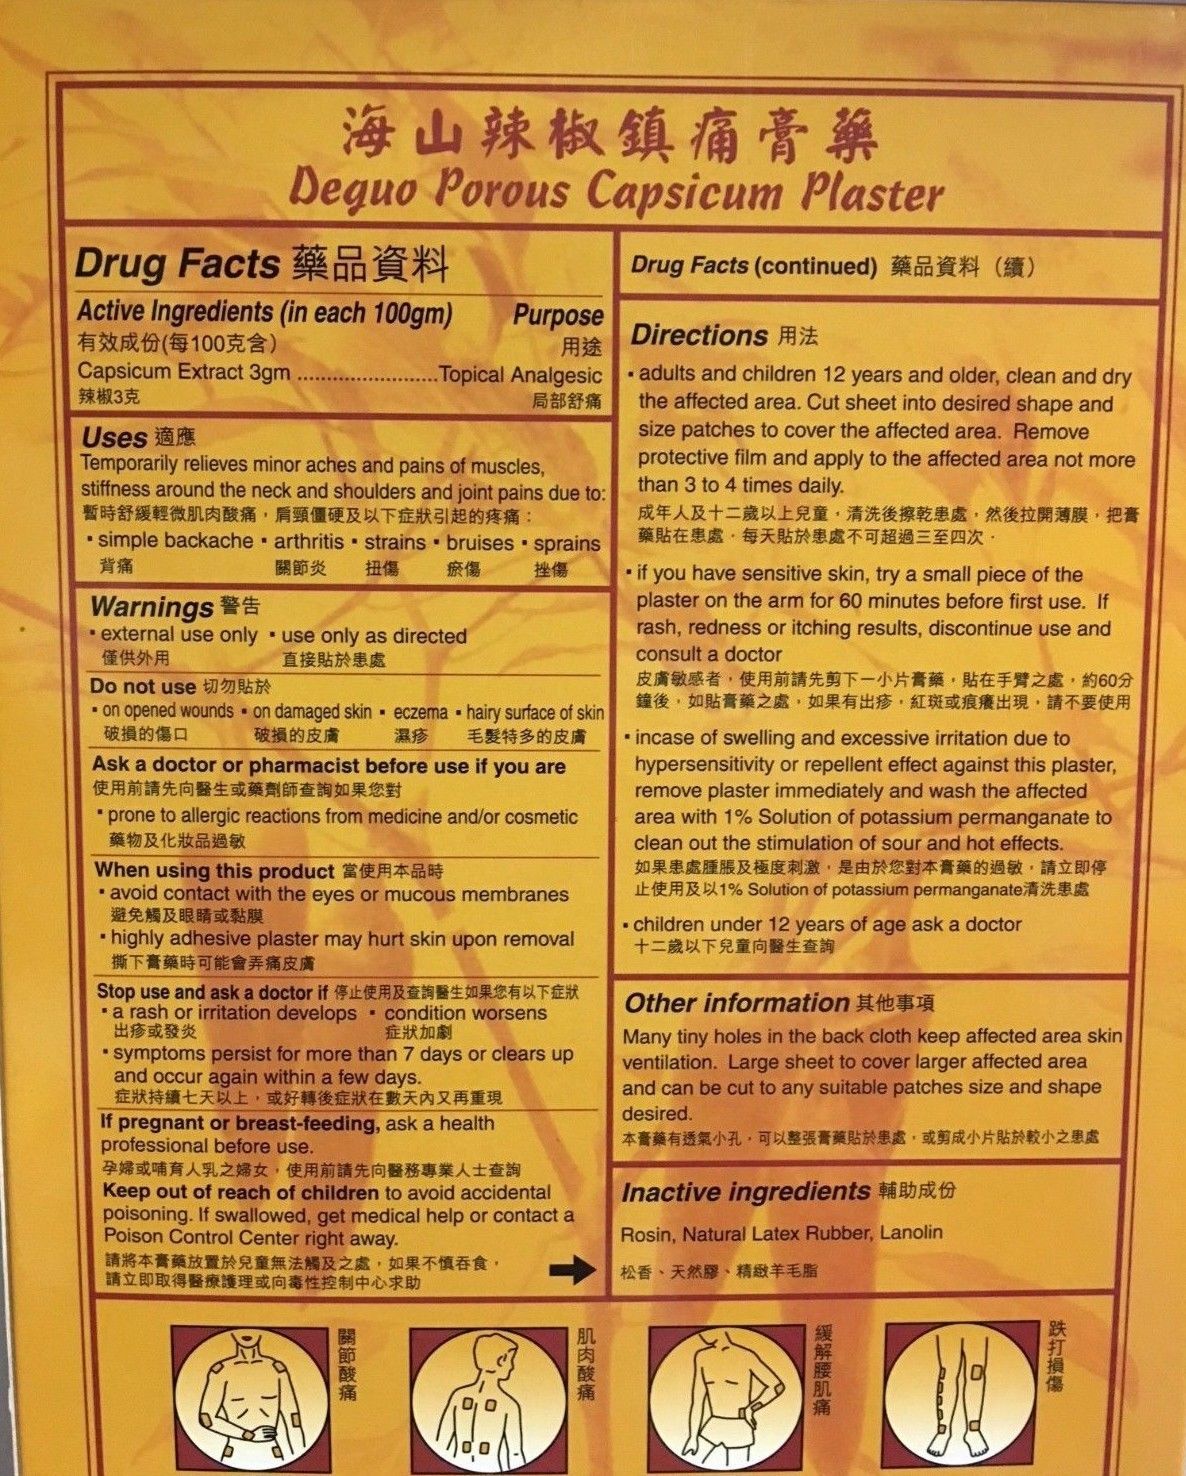 海山辣椒鎮痛膏藥
Deguo Porous Capsicum Plaster
Drug Facts 藥品資料
Active Ingredients (in each 100gm) Purpose
有效成份(每100克含) 用途
Capsicum Extract 3gm ........................Topical Analgesic
辣椒3克 局部舒痛
Uses 適應
Temporarily relieves minor aches and pains of muscles,
stiffness around the neck and shoulders and joint pains due to:
暫時舒緩輕微肌肉酸痛，肩頸僵硬及以下症狀引起的疼痛：
▪ simple backache ▪ arthritis ▪ strains ▪ bruises ▪ sprains
背痛 關節炎 扭傷 瘀傷 挫傷
Warnings 警告
▪ external use only ▪ use only as directed
僅供外用 直接貼於患處
Do not use 切勿貼於
▪ on opened wounds ▪ on damaged skin ▪ eczema ▪ hairy surface of skin
破損的傷口 破損的皮膚 濕疹 毛髮特多的皮膚
Ask a doctor or pharmacist before use if you are
使用前請先向醫生或藥劑師查詢如果您對
▪ prone to allergic reactions from medicine and/or cosmetic
藥物及化妝品過敏
When using this product 當使用本品時
▪ avoid contact with the eyes or mucous membranes
避免觸及眼睛或黏膜
▪ highly adhesive plaster may hurt skin upon removal
撕下膏藥時可能會弄痛皮膚
Stop use and ask a doctor if 停止使用及查詢醫生如果您有以下症狀
▪ a rash or irritation develops ▪ condition worsens
出疹或發炎 症狀加劇
▪ symptoms persist for more than 7 days or clears up
and occur again within a few days.
症狀持續七天以上，或好轉後症狀在數天內又再重現
If pregnant or breast-feeding, ask a health
professional before use.
孕婦或哺育人乳之婦女，使用前請先向醫務專業人士查詢
Keep out of reach of children to avoid accidental
poisoning. If swallowed, get medical help or contact a
Poison Control Center right away.
請將本膏藥放置於兒童無法觸及之處，如果不慎吞食，
請立即取得醫療護理或向毒性控制中心求助
Drug Facts (continued) 藥品資料（續）
Directions 用法
▪ adults and children 12 years and older, clean and dry
the affected area. Cut sheet into desired shape and
size patches to cover the affected area. Remove
protective film and apply to the affected area not more
than 3 to 4 times daily.
成年人及十二歲以上兒童，清洗後擦乾患處，然後拉開薄膜，把膏
藥貼在患處．每天貼於患處不可超過三至四次．
▪ if you have sensitive skin, try a small piece of the
plaster on the arm for 60 minutes before first use. If
rash, redness or itching results, discontinue use and
consult a doctor
皮膚敏感者，使用前請先剪下一小片膏藥，貼在手臂之處，約60分
鐘後，如貼膏藥之處，如果有出疹，紅斑或痕癢出現，請不要使用
▪ incase of swelling and excessive irritation due to
hypersensitivity or repellent effect against this plaster,
remove plaster immediately and wash the affected
area with 1% Solution of potassium permanganate to
clean out the stimulation of sour and hot effects.
如果患處腫脹及極度刺激，是由於您對本膏藥的過敏，請立即停
止使用及以1% Solution of potassium permanganate清洗患處
▪ children under 12 years of age ask a doctor
十二歲以下兒童向醫生查詢
Other information 其他事項
Many tiny holes in the back cloth keep affected area skin
ventilation. Large sheet to cover larger affected area
and can be cut to any suitable patches size and shape
desired.
本膏藥有透氣小孔，可以整張膏藥貼於患處，或剪成小片貼於較小之患處
Inactive ingredients 輔助成份
Rosin, Natural Latex Rubber, Lanolin
松香、天然膠、精緻羊毛脂
關節酸痛
肌肉酸痛
緩解腰肌痛
跌打損傷